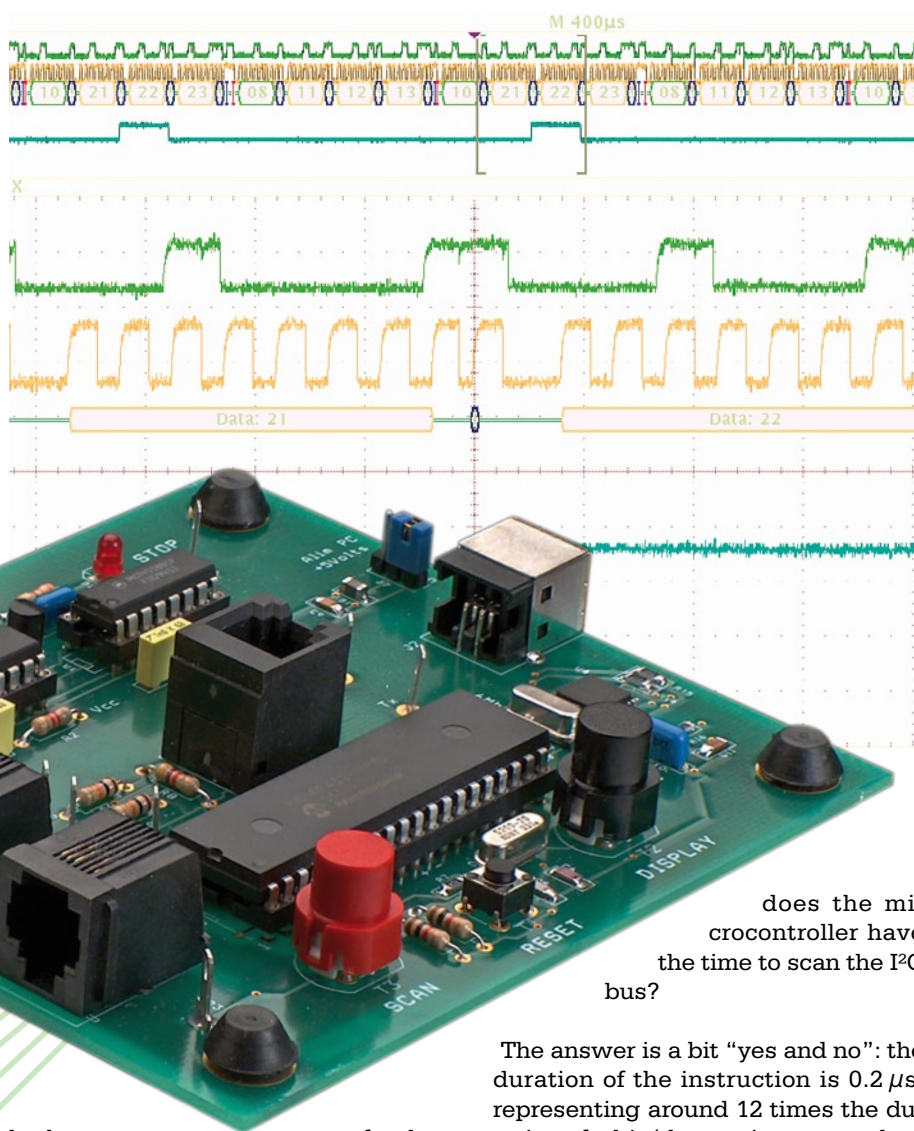 M 400µs
10 21 22 23 08 11 12 13 10 21 22 23 08 11 12 13 10
X
Data: 21
Data: 22
STOP
Alim PC
+5Volts
J2
Vcc
R2
Tx
SCAN
RESET
DISPLAY
does the mi
crocontroller have
the time to scan the I²C
bus?
The answer is a bit “yes and no”: the
duration of the instruction is 0.2 µs
representing around 12 times the du